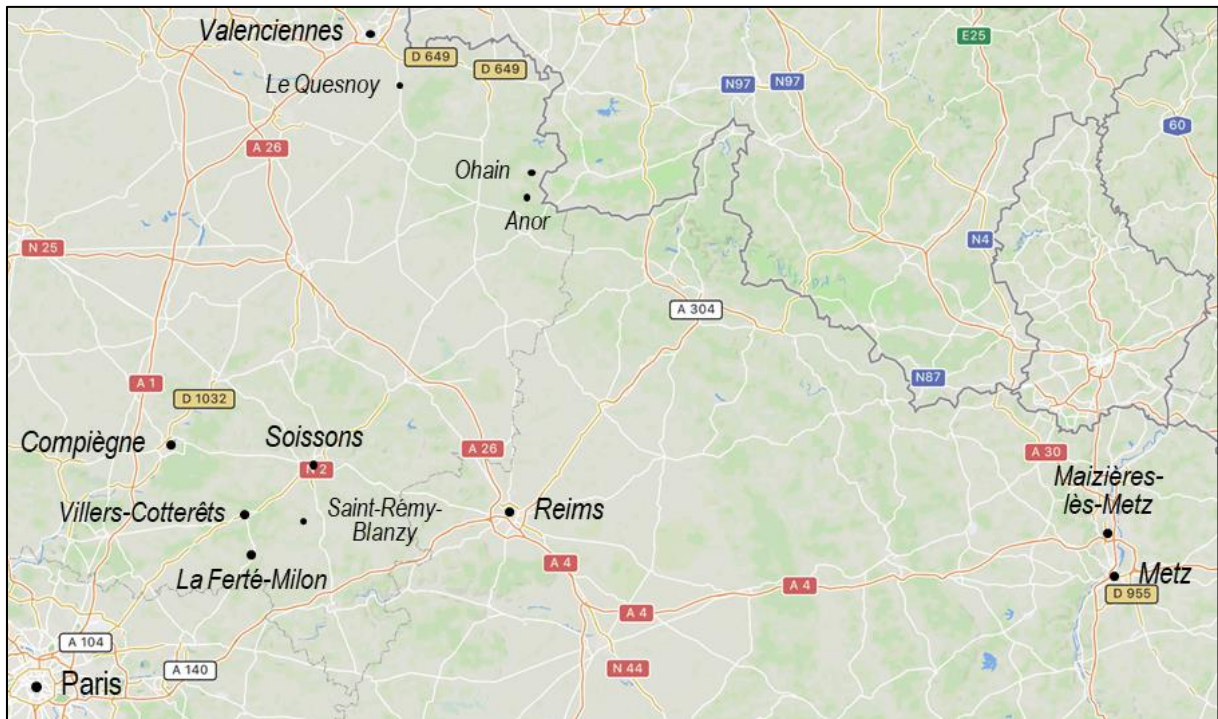 Valenciennes
E25
D 649
D 649
Le Quesnoy
N97
N97
60
A 26
Ohain
Anor
N 25
N4
A 304
A 1
N87
D 1032
Compiègne
Soissons
A 26
A 30
N 2
Maizières-
lès-Metz
Villers-Cotterêts
Saint-Rémy-
Blanzy
Reims
La Ferté-Milon
A 4
Metz
A 4
D 955
A 4
A 104
A 140
N 44
Paris